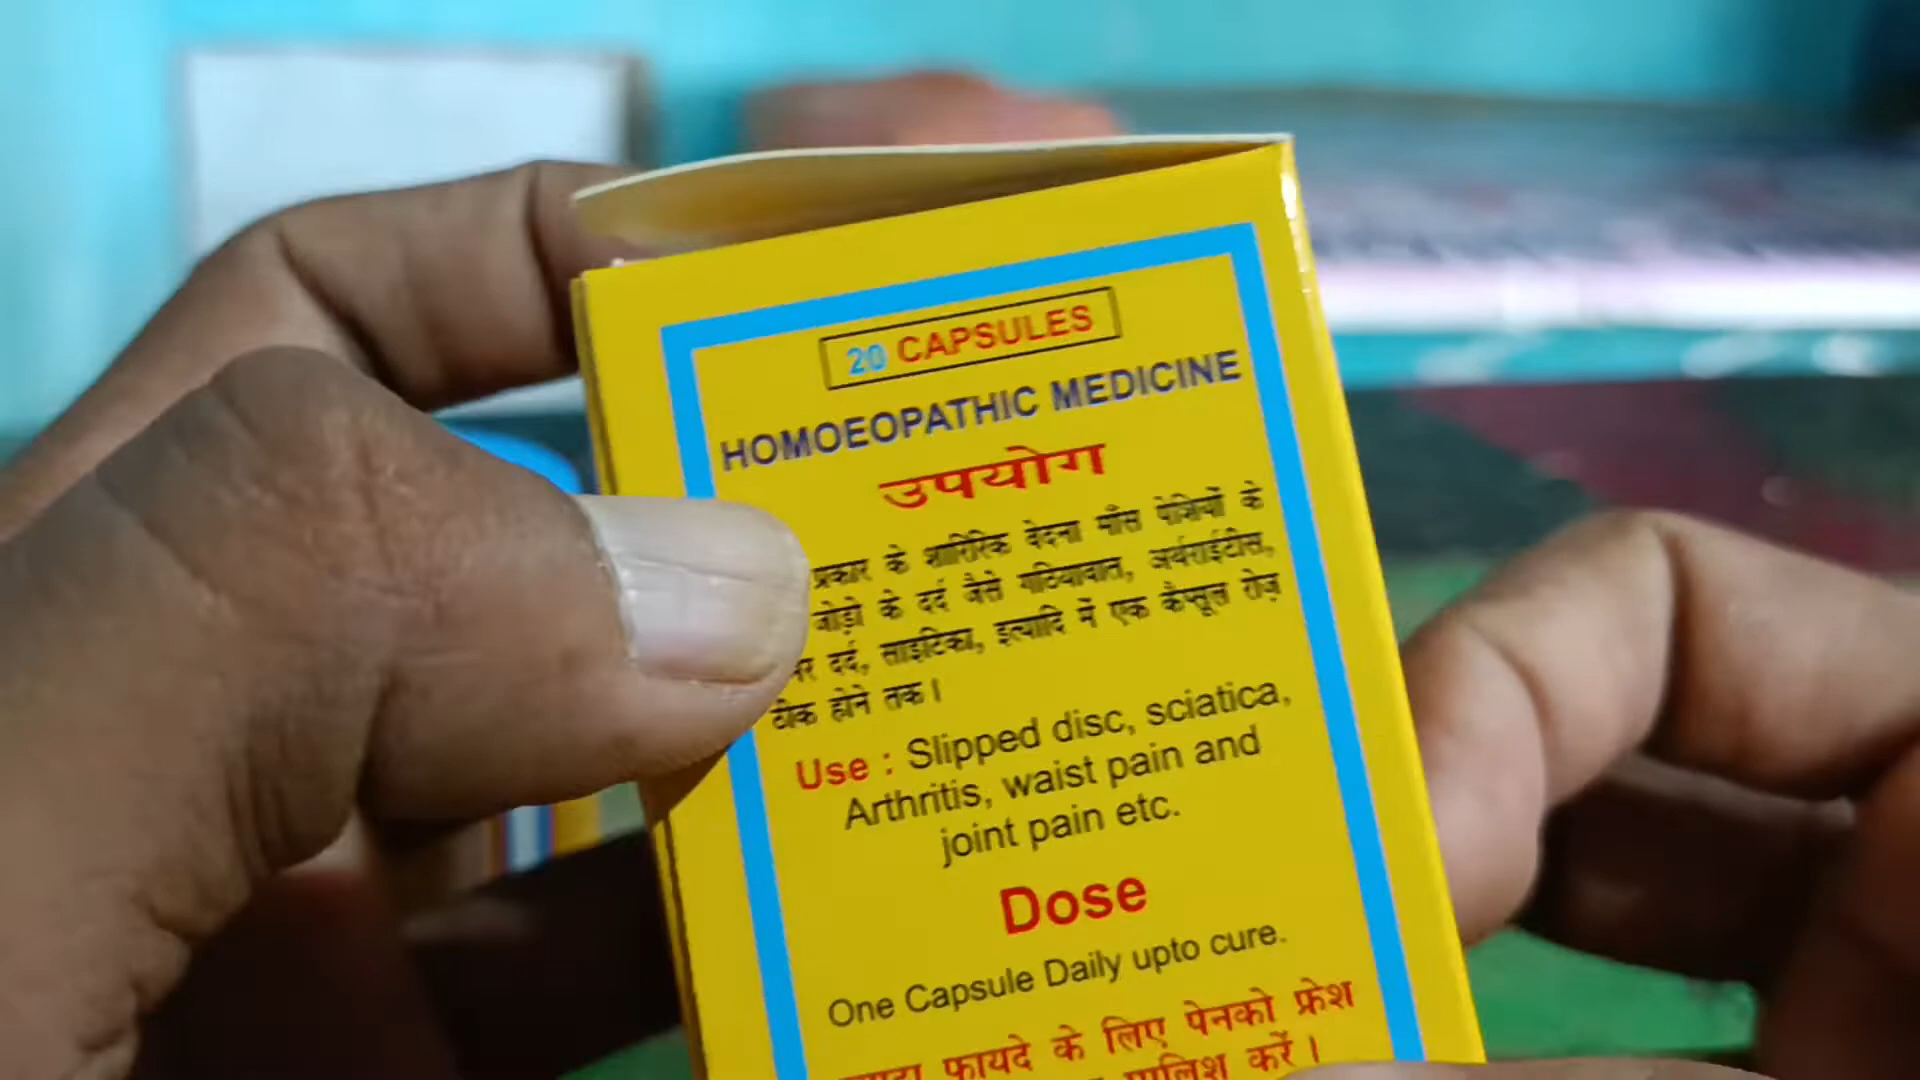 20 CAPSULES
HOMOEOPATHIC MEDICINE
उपयोग
प्रकार के शारिरिक वेदना माँस पेशियों के
जोड़ो के दर्द जैसे गठियावात, अर्थराईटीस,
दर्द, साइटिका, इत्यादि में एक कैप्सूल रोज़
ठीक होने तक।
Use : Slipped disc, sciatica,
Arthritis, waist pain and
joint pain etc.
Dose
One Capsule Daily upto cure.
फायदे के लिए पेनको फ्रेश
मालिश करें।